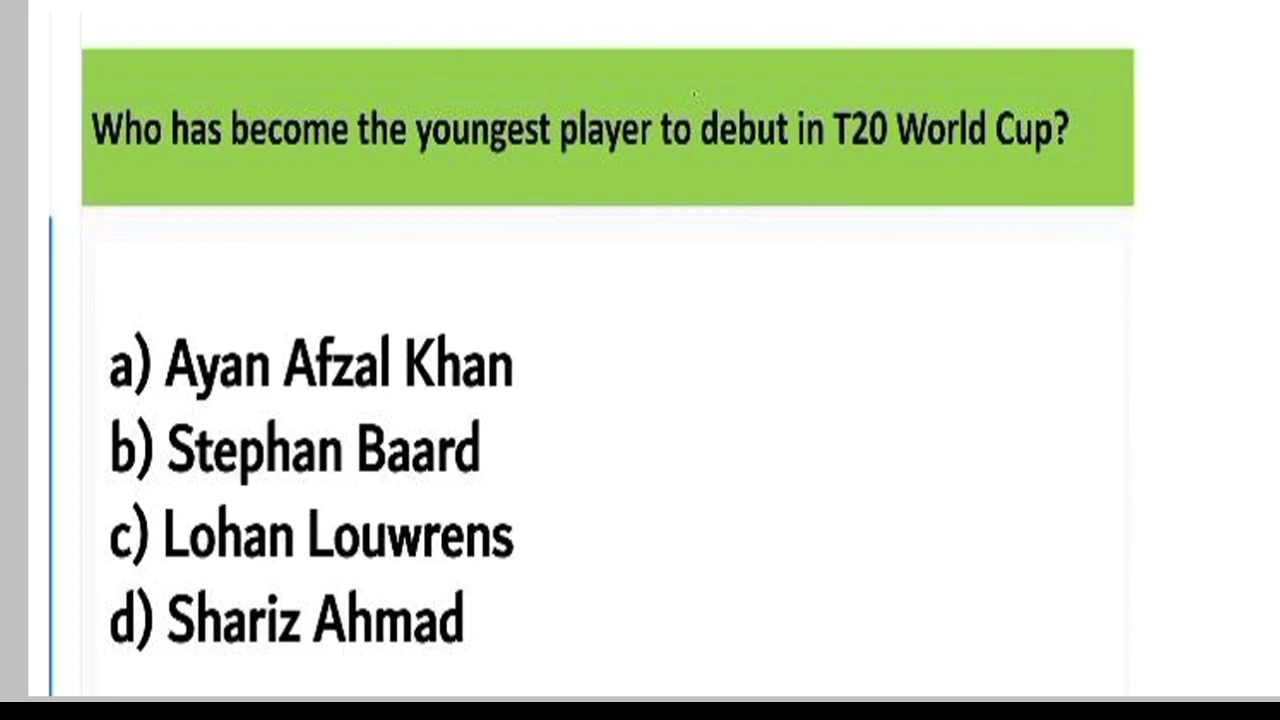 Who has become the youngest player to debut in T20 World Cup?
a) Ayan Afzal Khan
b) Stephan Baard
c) Lohan Louwrens
d) Shariz Ahmad